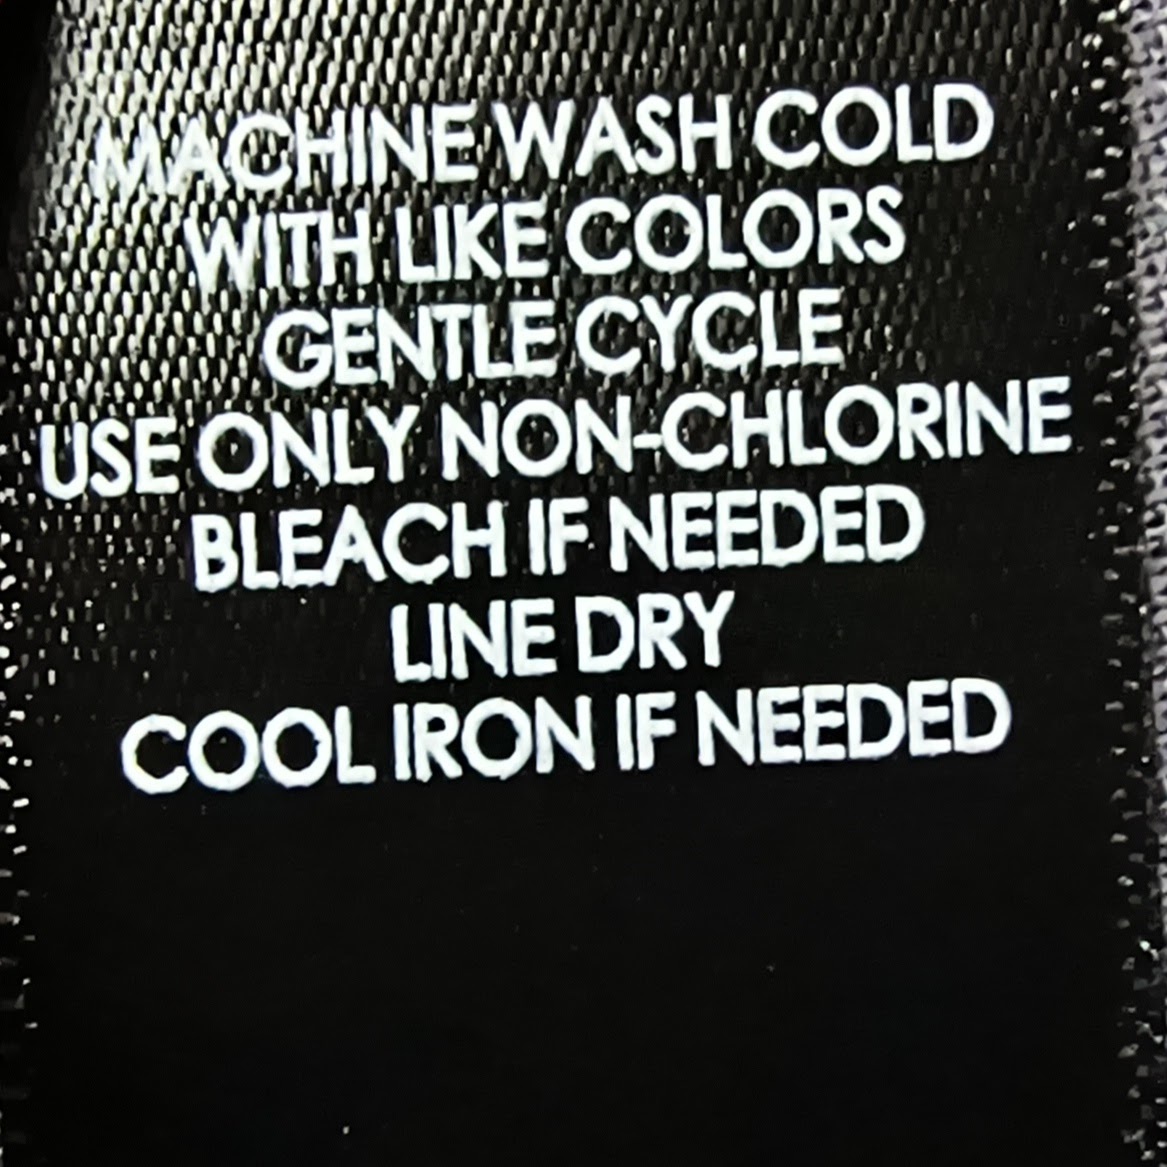 MACHINE WASH COLD
WITH LIKE COLORS
GENTLE CYCLE
USE ONLY NON-CHLORINE
BLEACH IF NEEDED
LINE DRY
COOL IRON IF NEEDED